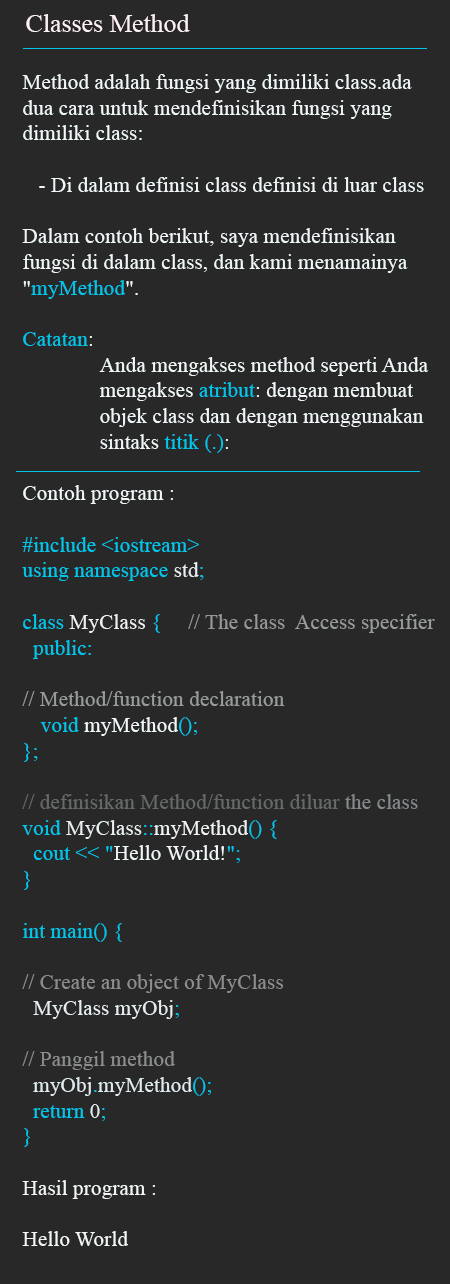 Classes Method
Method adalah fungsi yang dimiliki class.ada
dua cara untuk mendefinisikan fungsi yang
dimiliki class:
- Di dalam definisi class definisi di luar class
Dalam contoh berikut, saya mendefinisikan
fungsi di dalam class, dan kami menamainya
"myMethod".
Catatan:
Anda mengakses method seperti Anda
mengakses atribut: dengan membuat
objek class dan dengan menggunakan
sintaks titik (.):
Contoh program :
#include <iostream>
using namespace std;
class MyClass {     // The class  Access specifier
  public:
// Method/function declaration
   void myMethod();
};
// definisikan Method/function diluar the class
void MyClass::myMethod() {
  cout << "Hello World!";
}
int main() {
// Create an object of MyClass
  MyClass myObj;
// Panggil method
  myObj.myMethod();
  return 0;
}
Hasil program :
Hello World